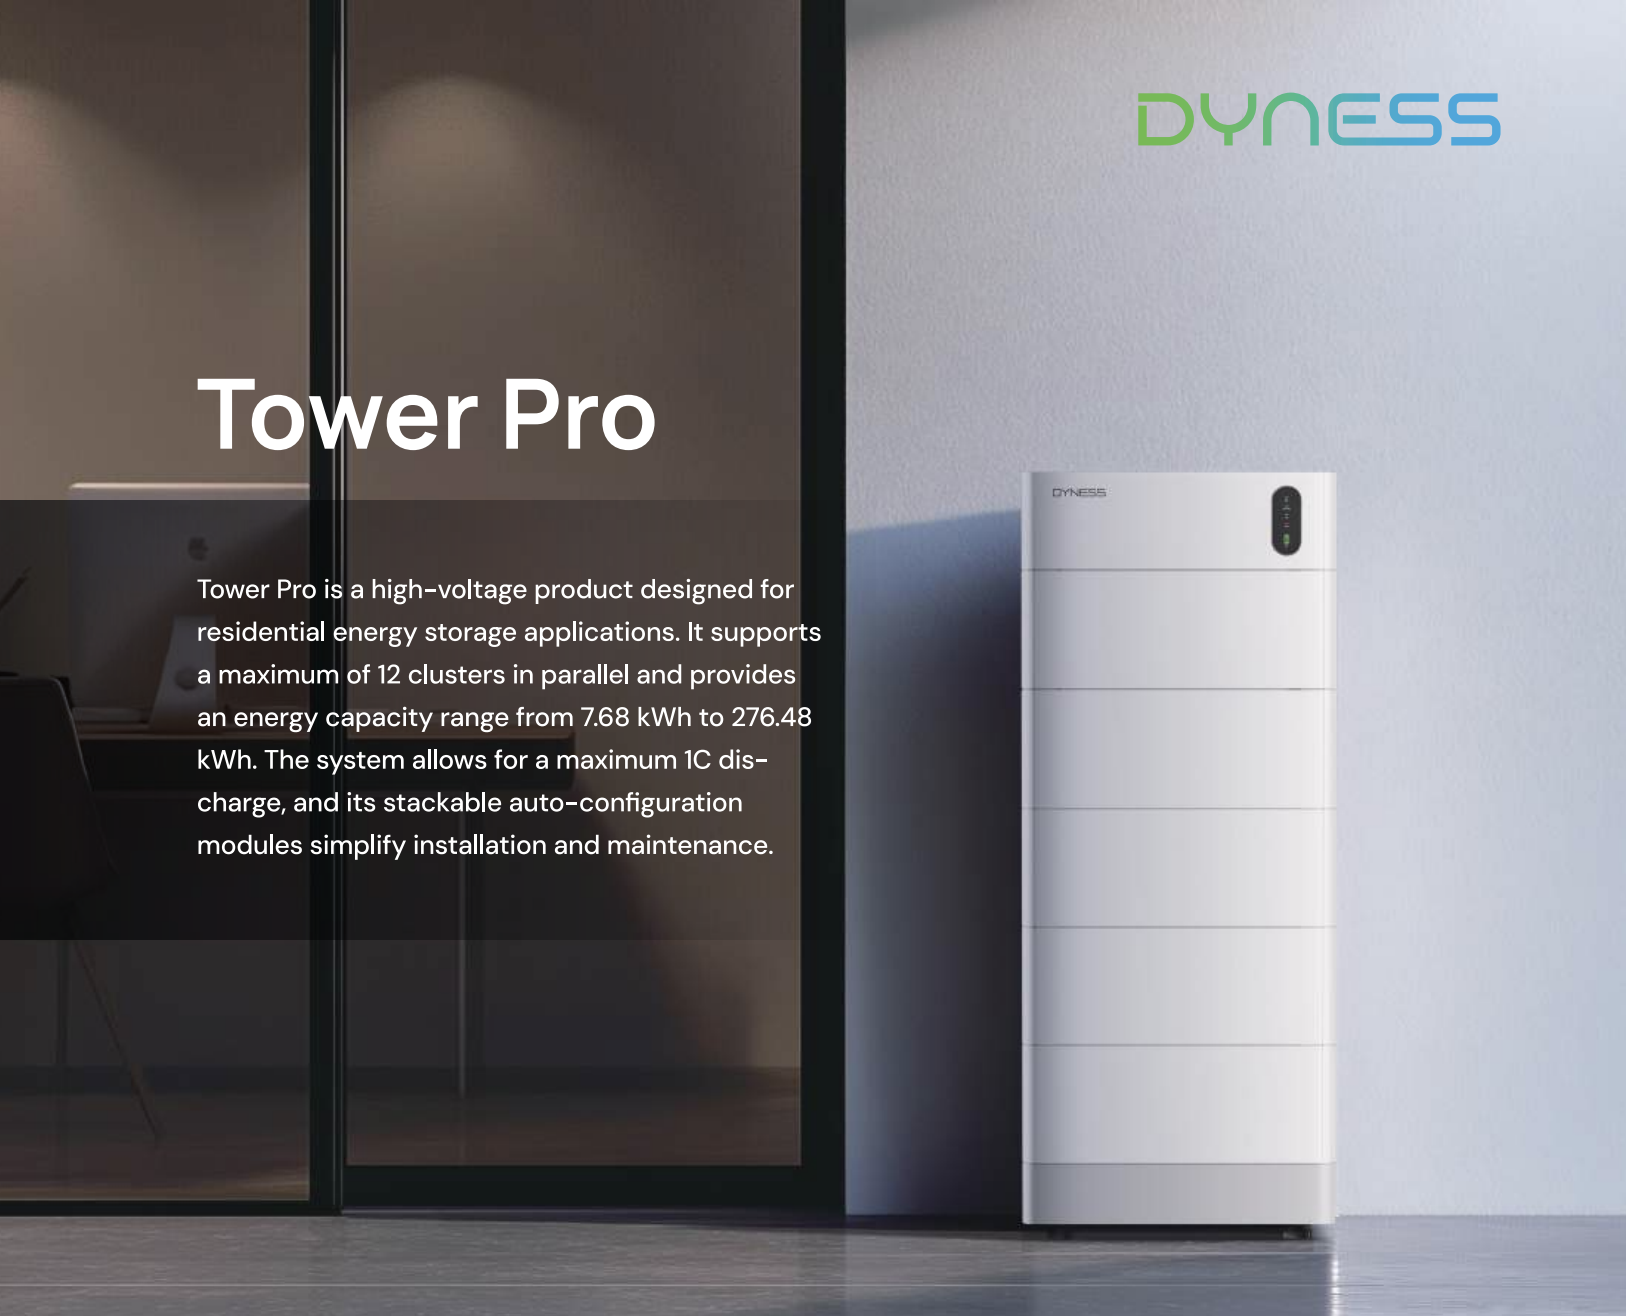 DYNESS
Tower Pro
DYNESS
Tower Pro is a high-voltage product designed for
residential energy storage applications. It supports
a maximum of 12 clusters in parallel and provides
an energy capacity range from 7.68 kWh to 276.48
kWh. The system allows for a maximum 1C dis-
charge, and its stackable auto-configuration
modules simplify installation and maintenance.